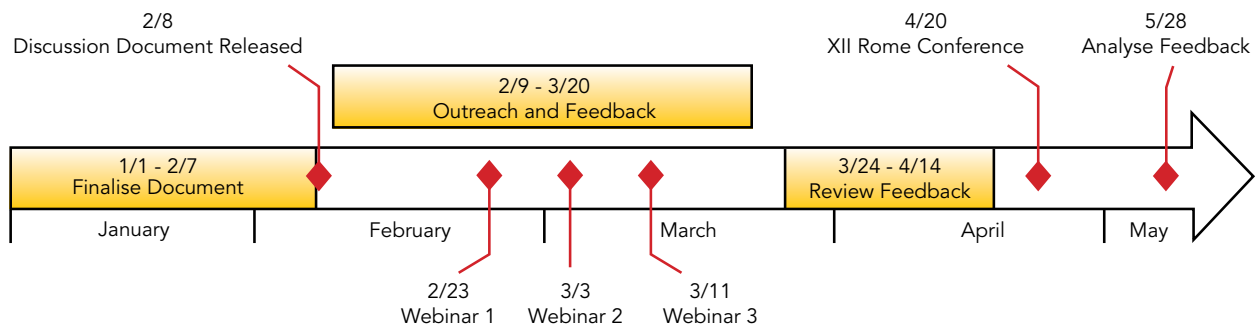 2/8
Discussion Document Released
4/20
XII Rome Conference
5/28
Analyse Feedback
2/9 - 3/20
Outreach and Feedback
1/1 - 2/7
Finalise Document
3/24 - 4/14
Review Feedback
January
February
March
April
May
2/23
Webinar 1
3/3
Webinar 2
3/11
Webinar 3